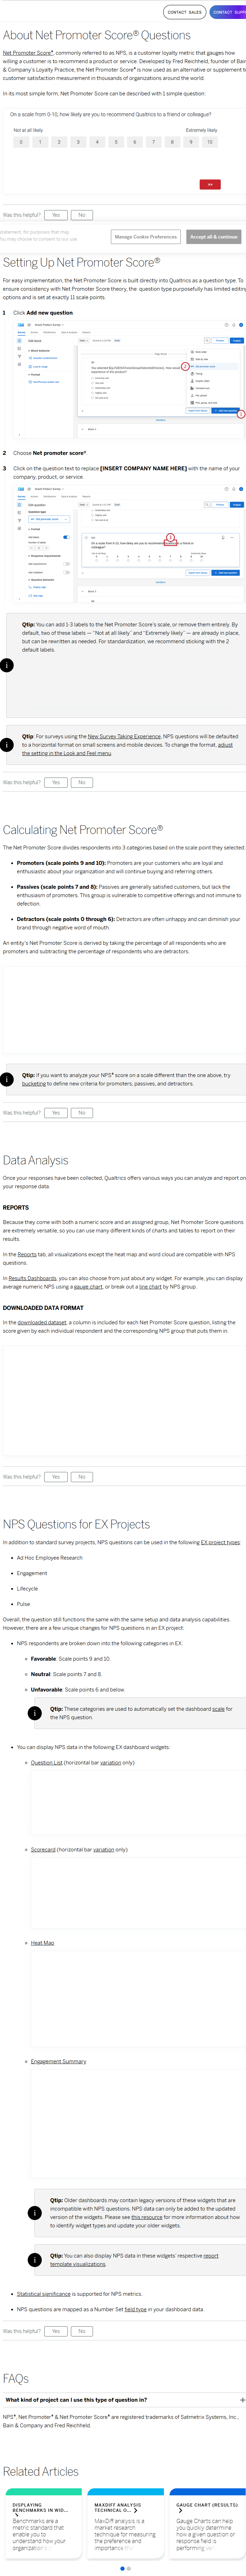 CONTACT SALES
CONTACT SUPP
About Net Promoter Score® Questions
Net Promoter Score®, commonly referred to as NPS, is a customer loyalty metric that gauges how
willing a customer is to recommend a product or service. Developed by Fred Reichheld, founder of Bain
& Company's Loyalty Practice, the Net Promoter Score® is now used to replace or supplement t
customer satisfaction measurement in thousands of organizations around the world.
In its most simple form, Net Promoter Score can be described with 1 simple question:
On a scale from 0-10, how likely are you to recommend Qualtrics to a friend or colleague?
Not at all likely
Extremely likely
0 1 2 3 4 5 6 7 8 9 10
>>
Was this helpful?
Yes
No
statement, for purposes that may
You may choose to consent to our use
Manage Cookie Preferences
Accept all & continue
Setting Up Net Promoter Score®
For easy implementation, the Net Promoter Score is built directly into Qualtrics as a question type. To
ensure consistency with Net Promoter Score theory, the question type purposefully has limited editing
options and is set at exactly 11 scale points.
1 Click Add new question.
2 Choose Net promoter score®.
3 Click on the question text to replace [INSERT COMPANY NAME HERE] with the name of your
company, product, or service.
Qtip: You can add 1-3 labels to the Net Promoter Score's scale, or remove them entirely. By
default, two of these labels — "Not at all likely" and "Extremely likely" — are already in place,
but can be rewritten as needed. For standardization, we recommend sticking with the 2
default labels.
Qtip: For surveys using the New Survey Taking Experience, NPS questions will be defaulted
to a horizontal format on small screens and mobile devices. To change the format, adjust
the setting in the Look and Feel menu.
Was this helpful?
Yes
No
Calculating Net Promoter Score®
The Net Promoter Score divides respondents into 3 categories based on the scale point they selected:
Promoters (scale points 9 and 10): Promoters are your customers who are loyal and
enthusiastic about your organization and will continue buying and referring others.
Passives (scale points 7 and 8): Passives are generally satisfied customers, but lack the
enthusiasm of promoters. This group is vulnerable to competitive offerings and not immune to
defection.
Detractors (scale points 0 through 6): Detractors are often unhappy and can diminish your
brand through negative word of mouth.
An entity's Net Promoter Score is derived by taking the percentage of all respondents who are
promoters and subtracting the percentage of respondents who are detractors.
Qtip: If you want to analyze your NPS® score on a scale different than the one above, try
bucketing to define new criteria for promoters, passives, and detractors.
Was this helpful?
Yes
No
Data Analysis
Once your responses have been collected, Qualtrics offers various ways you can analyze and report on
your response data.
REPORTS
Because they come with both a numeric score and an assigned group, Net Promoter Score questions
are extremely versatile, so you can use many different kinds of charts and tables to report on their
results.
In the Reports tab, all visualizations except the heat map and word cloud are compatible with NPS
questions.
In Results Dashboards, you can also choose from just about any widget. For example, you can display
average numeric NPS using a gauge chart, or break out a line chart by NPS group.
DOWNLOADED DATA FORMAT
In the downloaded dataset, a column is included for each Net Promoter Score question, listing the
score given by each individual respondent and the corresponding NPS group that puts them in.
Was this helpful?
Yes
No
NPS Questions for EX Projects
In addition to standard survey projects, NPS questions can be used in the following EX project types:
Ad Hoc Employee Research
Engagement
Lifecycle
Pulse
Overall, the question still functions the same with the same setup and data analysis capabilities.
However, there are a few unique changes for NPS questions in an EX project:
NPS respondents are broken down into the following categories in EX:
Favorable: Scale points 9 and 10.
Neutral: Scale points 7 and 8.
Unfavorable: Scale points 6 and below.
Qtip: These categories are used to automatically set the dashboard scale for
the NPS question.
You can display NPS data in the following EX dashboard widgets:
Question List (horizontal bar variation only)
Scorecard (horizontal bar variation only)
Heat Map
Engagement Summary
Qtip: Older dashboards may contain legacy versions of these widgets that are
incompatible with NPS questions. NPS data can only be added to the updated
version of the widgets. Please see this resource for more information about how
to identify widget types and update your older widgets.
Qtip: You can also display NPS data in these widgets' respective report
template visualizations.
Statistical significance is supported for NPS metrics.
NPS questions are mapped as a Number Set field type in your dashboard data.
Was this helpful?
Yes
No
FAQs
What kind of project can I use this type of question in?
NPS®, Net Promoter® & Net Promoter Score® are registered trademarks of Satmetrix Systems, Inc.,
Bain & Company and Fred Reichheld.
Related Articles
DISPLAYING
BENCHMARKS IN WID...
Benchmarks are a
metric standard that
enable you to
understand how your
organization's
MAXDIFF ANALYSIS
TECHNICAL O...
MaxDiff analysis is a
market research
technique for measuring
the preference and
importance
GAUGE CHART (RESULTS)
Gauge Charts can help
you quickly determine
how a given question or
response field is
performing